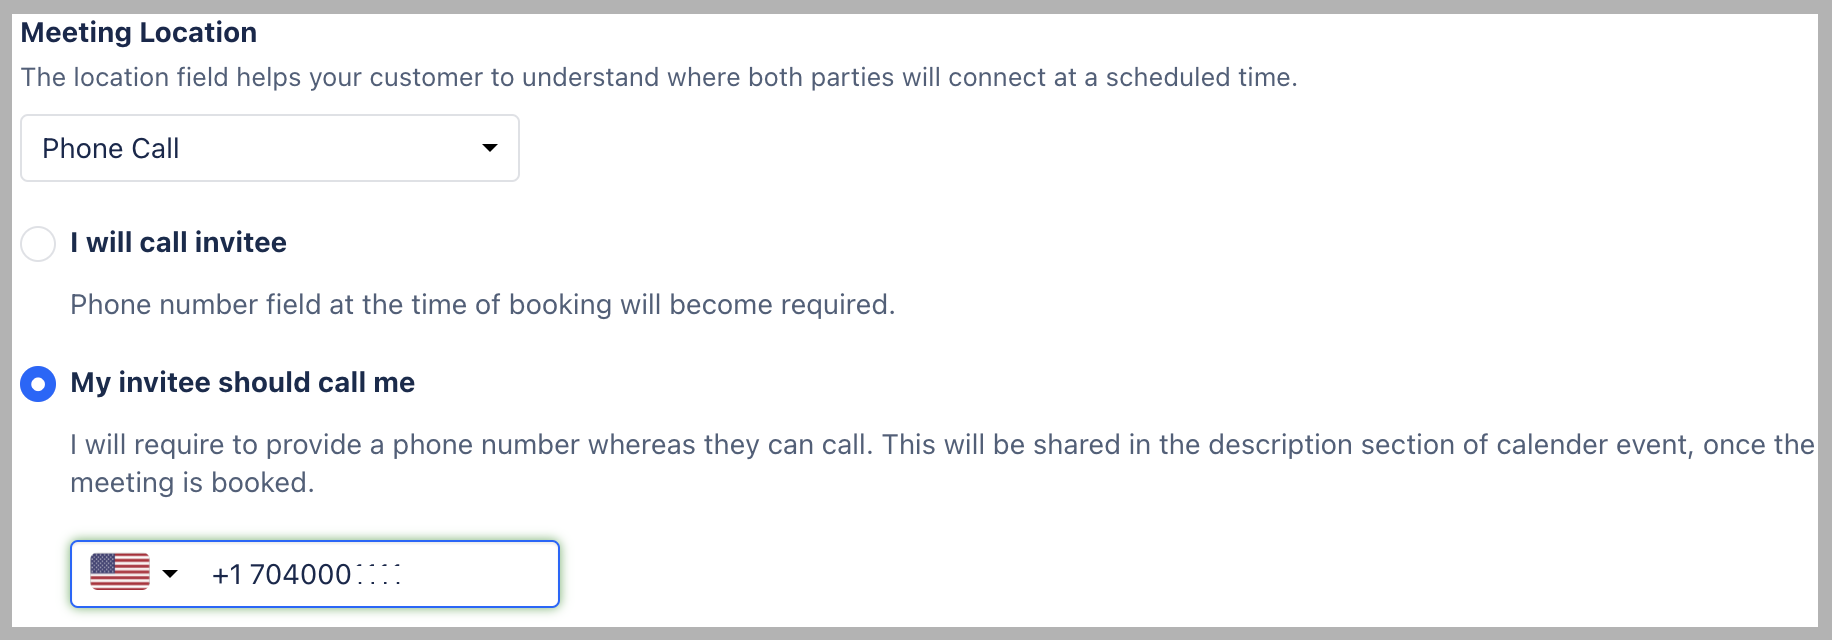 Meeting Location
The location field helps your customer to understand where both parties will connect at a scheduled time.
Phone Call
I will call invitee
Phone number field at the time of booking will become required.
My invitee should call me
I will require to provide a phone number whereas they can call. This will be shared in the description section of calender event, once the
meeting is booked.
+1 704000